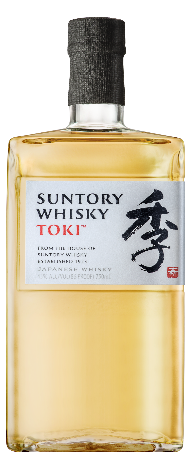 SUNTORY
WHISKY
TOKI™
季
FROM THE HOUSE OF
SUNTORY WHISKY
ESTABLISHED 1923
JAPANESE WHISKY